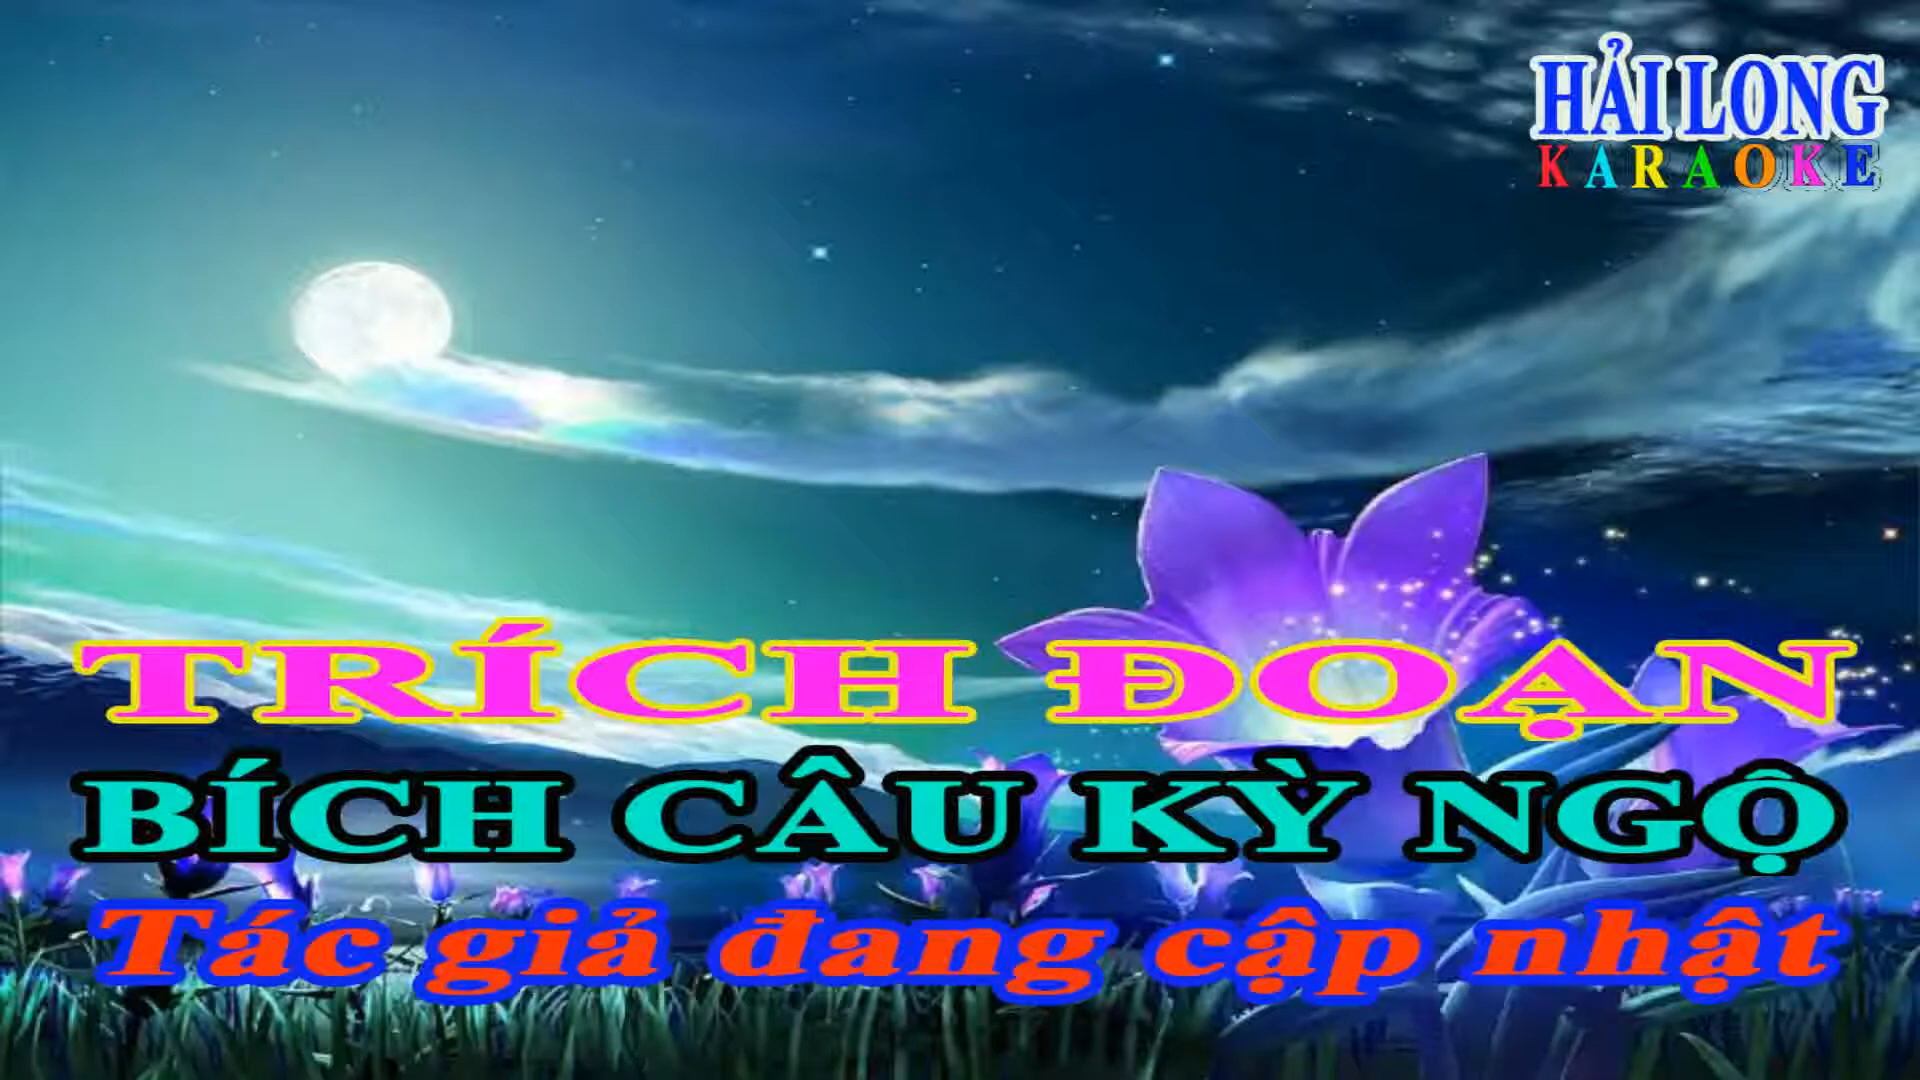 HẢI LONG
KARAOKE
TRÍCH ĐOẠN
BÍCH CÂU KỲ NGỘ
Tác giả đang cập nhật